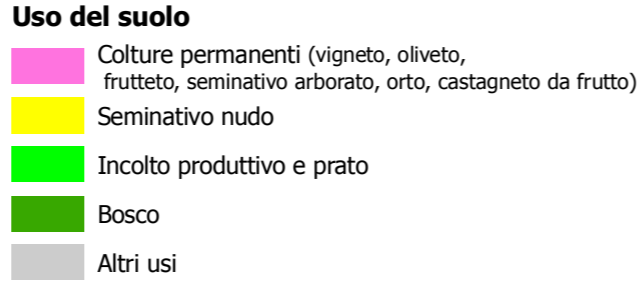 Uso del suolo
Colture permanenti (vigneto, oliveto,
frutteto, seminativo arborato, orto, castagneto da frutto)
Seminativo nudo
Incolto produttivo e prato
Bosco
Altri usi